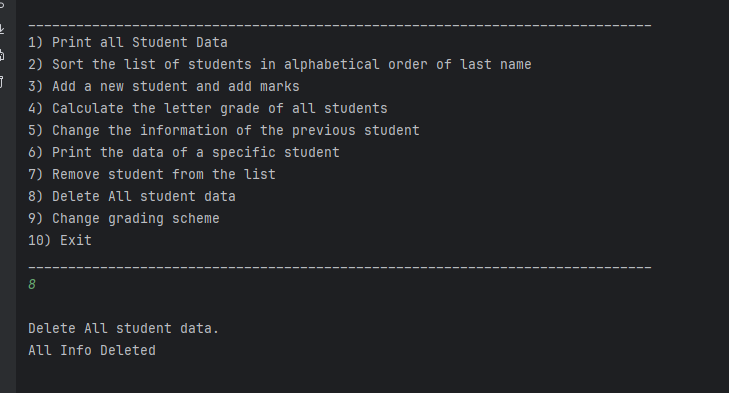 ______________________________________________________________________________
1) Print all Student Data
2) Sort the list of students in alphabetical order of last name
3) Add a new student and add marks
4) Calculate the letter grade of all students
5) Change the information of the previous student
6) Print the data of a specific student
7) Remove student from the list
8) Delete All student data
9) Change grading scheme
10) Exit
______________________________________________________________________________
8
Delete All student data.
All Info Deleted